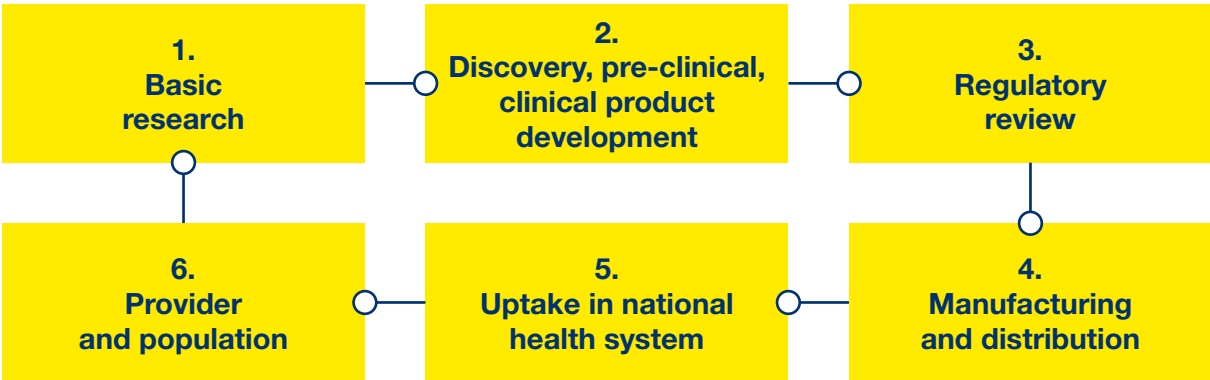 1.
Basic
research
2.
Discovery, pre-clinical,
clinical product
development
3.
Regulatory
review
6.
Provider
and population
5.
Uptake in national
health system
4.
Manufacturing
and distribution